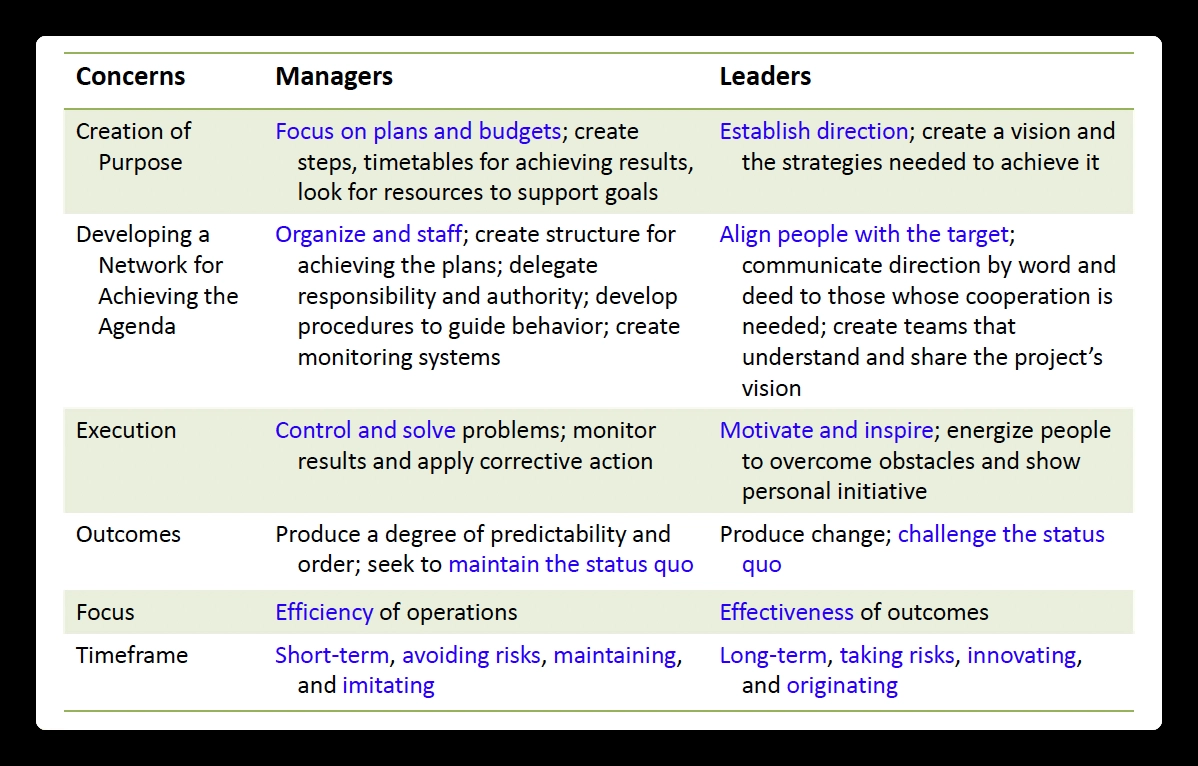 Concerns Managers Leaders
Creation of
Purpose
Focus on plans and budgets; create
steps, timetables for achieving results,
look for resources to support goals
Establish direction; create a vision and
the strategies needed to achieve it
Developing a
Network for
Achieving the
Agenda
Organize and staff; create structure for
achieving the plans; delegate
responsibility and authority; develop
procedures to guide behavior; create
monitoring systems
Align people with the target;
communicate direction by word and
deed to those whose cooperation is
needed; create teams that
understand and share the project’s
vision
Execution
Control and solve problems; monitor
results and apply corrective action
Motivate and inspire; energize people
to overcome obstacles and show
personal initiative
Outcomes
Produce a degree of predictability and
order; seek to maintain the status quo
Produce change; challenge the status
quo
Focus
Efficiency of operations
Effectiveness of outcomes
Timeframe
Short-term, avoiding risks, maintaining,
and imitating
Long-term, taking risks, innovating,
and originating